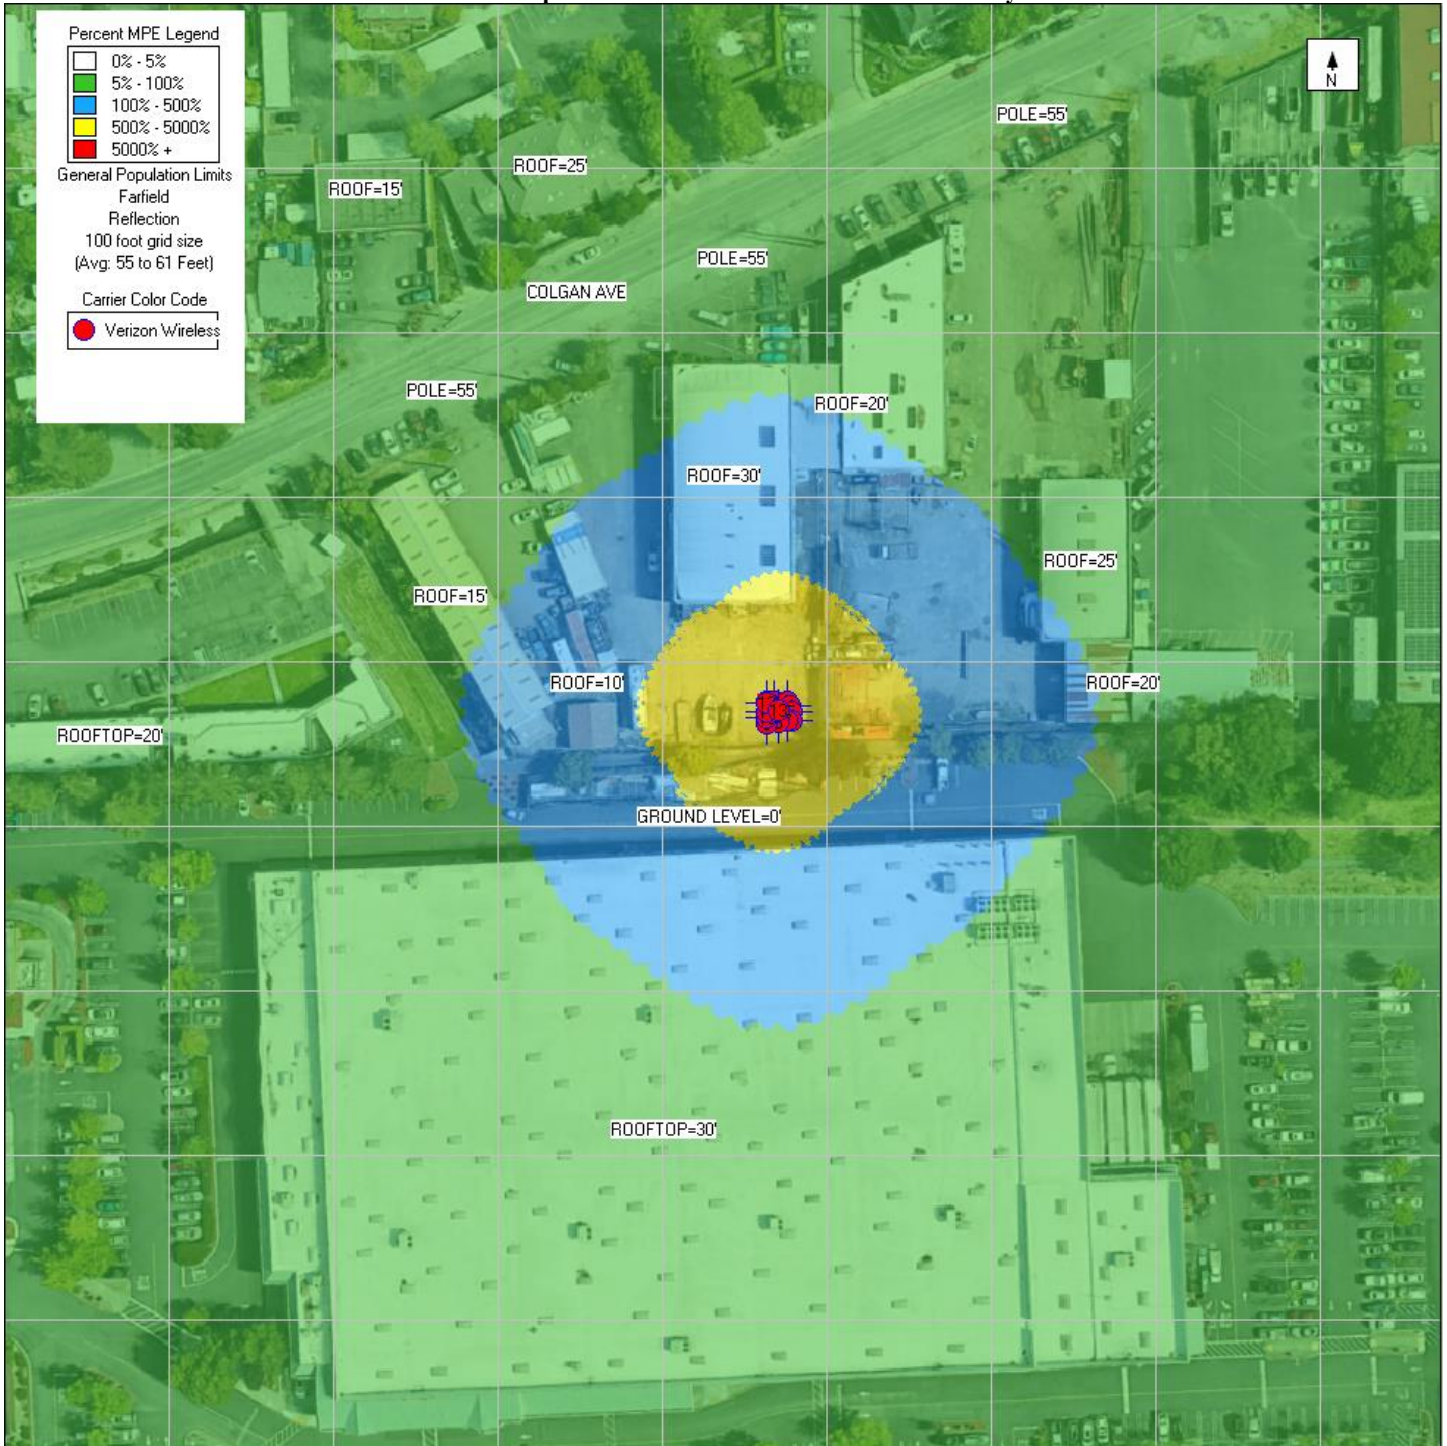 Percent MPE Legend
0% - 5%
5% - 100%
100% - 500%
500% - 5000%
5000% +
General Population Limits
Farfield
Reflection
100 foot grid size
(Avg: 55 to 61 Feet)
Carrier Color Code
Verizon Wireless
N
POLE=55'
ROOF=25'
ROOF=15'
POLE=55'
COLGAN AVE
POLE=55'
ROOF=20'
ROOF=30'
ROOF=25'
ROOF=15'
ROOF=10'
ROOF=20'
ROOFTOP=20'
GROUND LEVEL=0'
ROOFTOP=30'